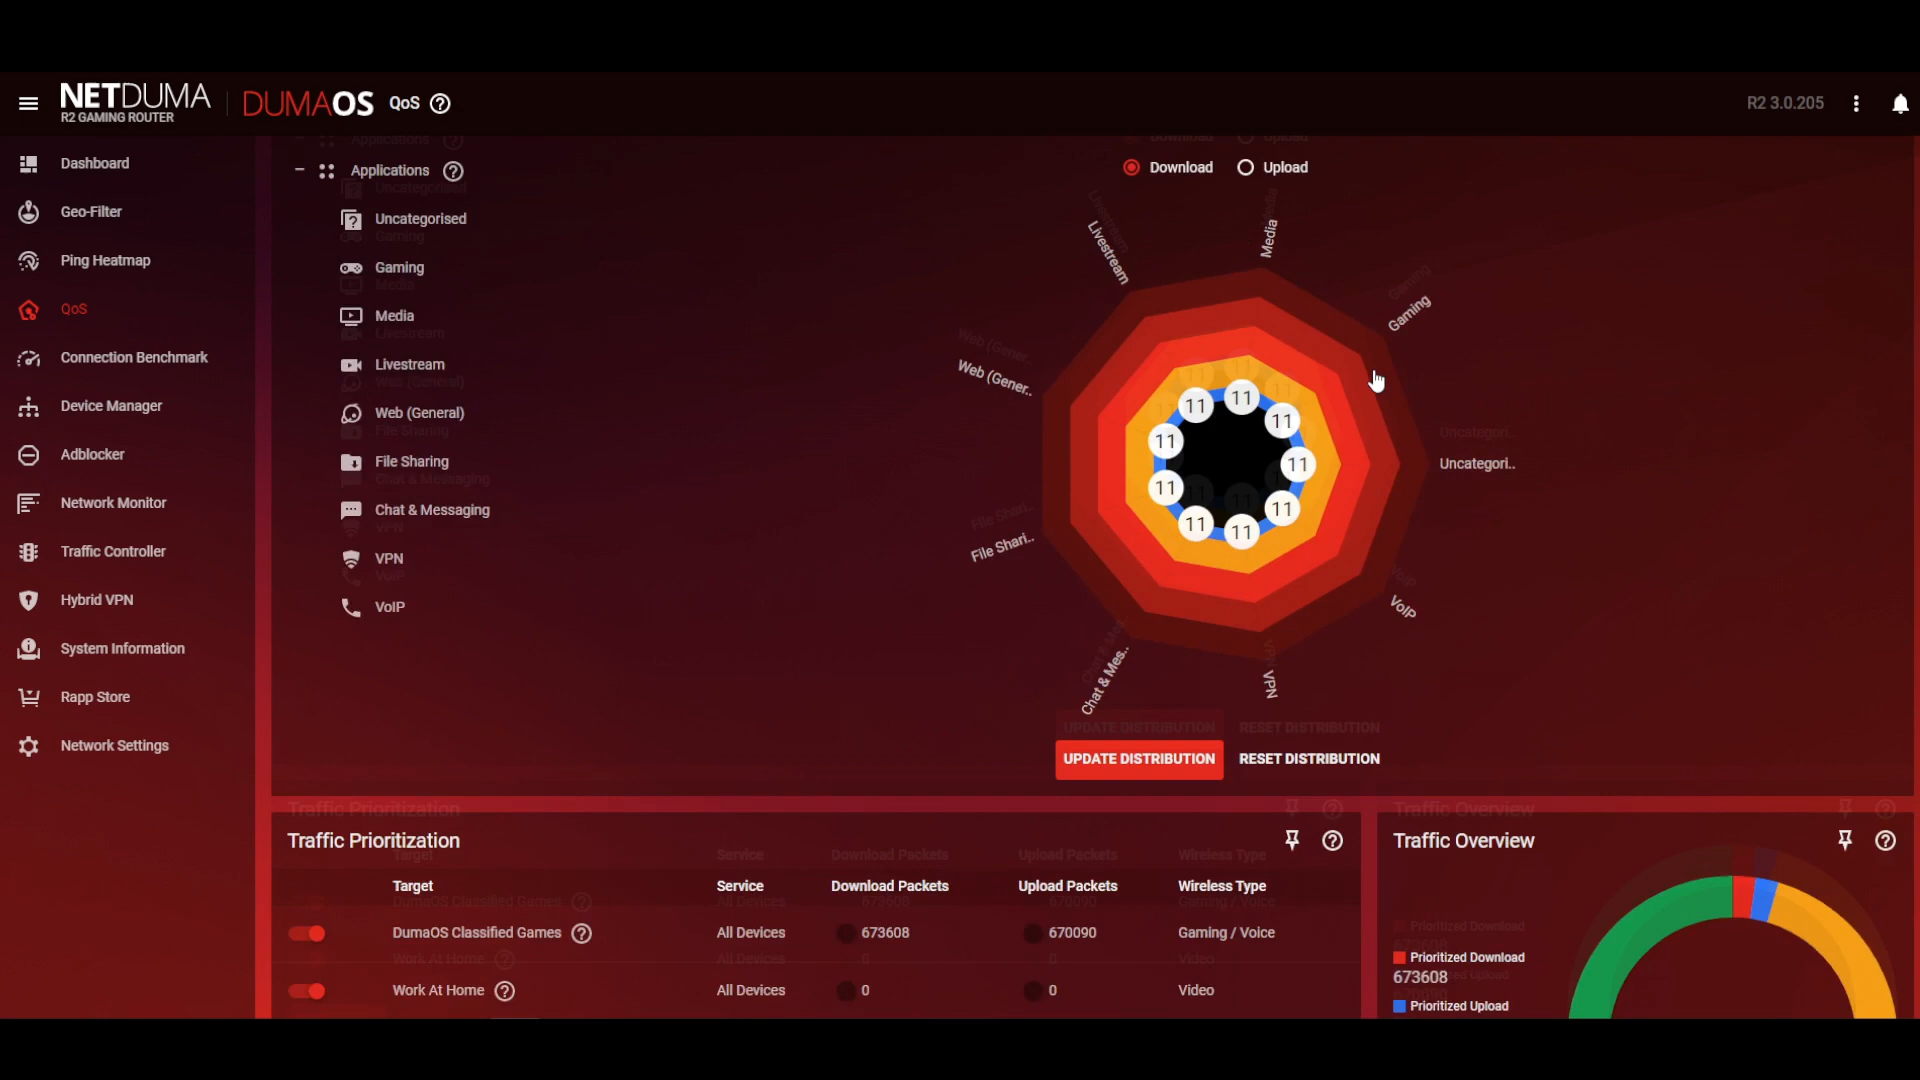 NETDUMA
R2 GAMING ROUTER
DUMAOS
QoS ?
R2 3.0.205
Dashboard
Geo-Filter
Ping Heatmap
QoS
Connection Benchmark
Device Manager
Adblocker
Network Monitor
Traffic Controller
Hybrid VPN
System Information
Rapp Store
Network Settings
Applications ?
Uncategorised
Gaming
Media
Livestream
Web (General)
File Sharing
Chat & Messaging
VPN
VoIP
Download Upload
Livestream
Media
Gaming
Web (Gener..
Uncategori..
File Shari..
VoIP
Chat & Mes..
VPN
11
11
11
11
11
11
11
11
11
UPDATE DISTRIBUTION RESET DISTRIBUTION
Traffic Prioritization ?
Target Service Download Packets Upload Packets Wireless Type
DumaOS Classified Games ? All Devices 673608 670090 Gaming / Voice
Work At Home ? All Devices 0 0 Video
Traffic Overview ?
Prioritized Download
673608
Prioritized Upload